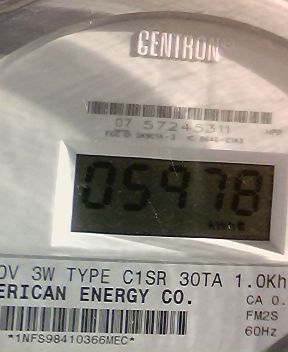 CENTRON
07 57245311
05978
kWh
0V 3W TYPE C1SR 30TA 1.0Kh
ERICAN ENERGY CO.
CA 0.
FM2S
60Hz
*1NFS98410366MEC*